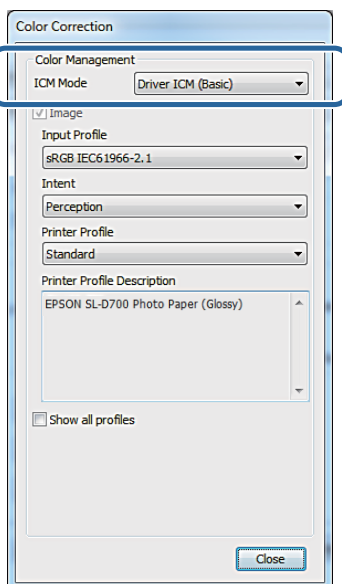 Color Correction
Color Management
ICM Mode Driver ICM (Basic)
Image
Input Profile
sRGB IEC61966-2.1
Intent
Perception
Printer Profile
Standard
Printer Profile Description
EPSON SL-D700 Photo Paper (Glossy)
Show all profiles
Close